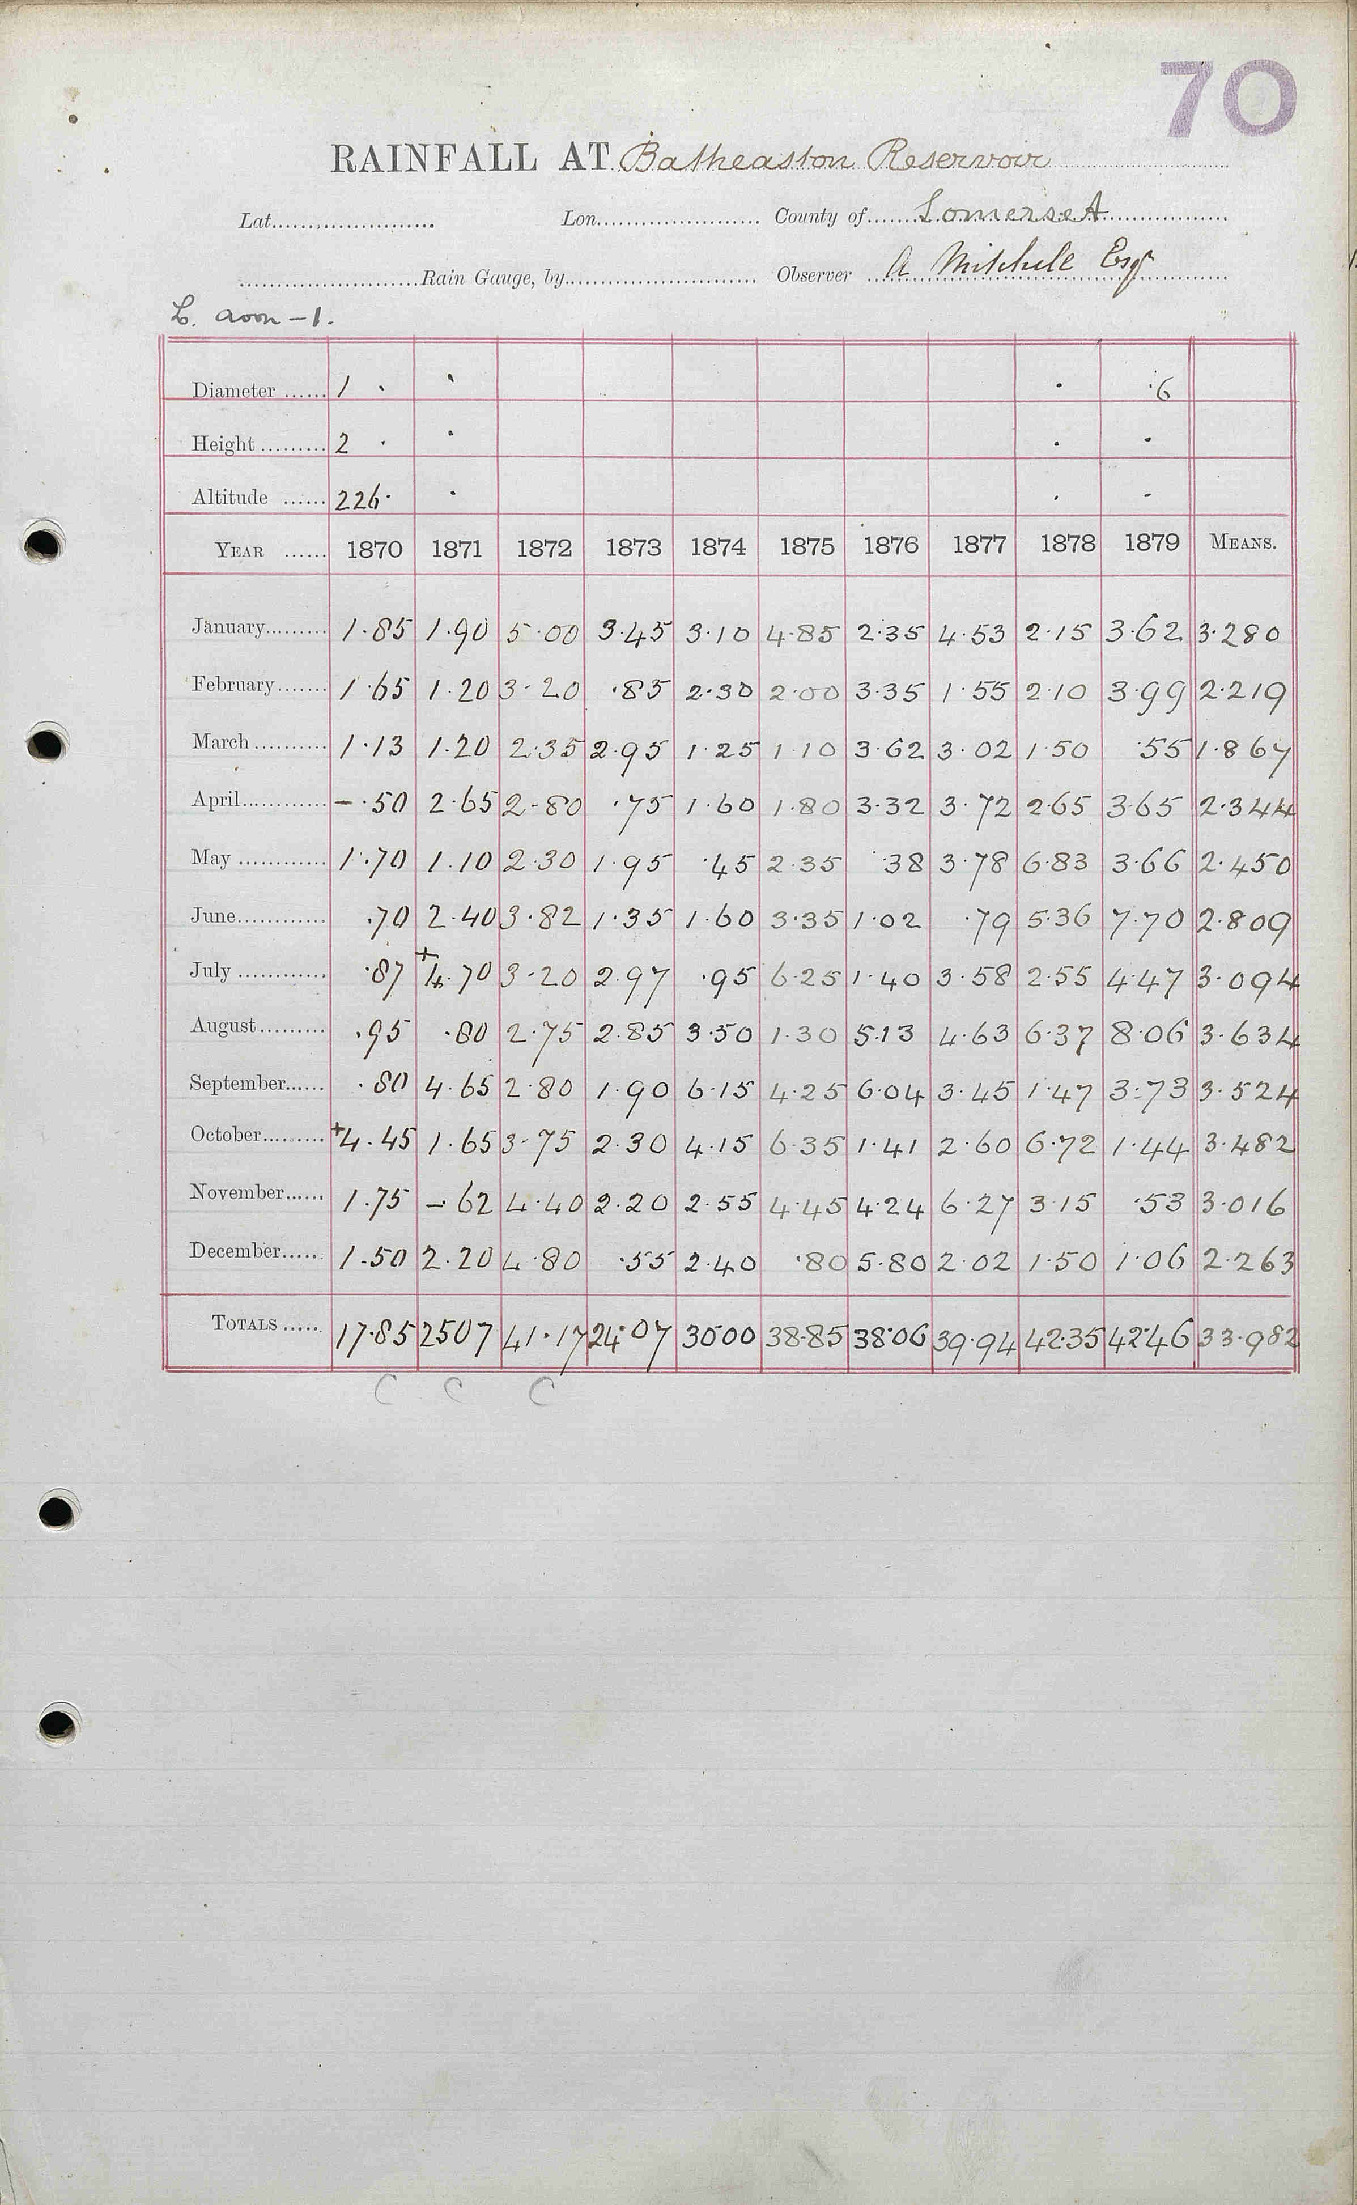 70
RAINFALL AT Batheaston Reservoir
Lat. Lon. County of Somerset
Rain Gauge, by Observer A Mitchell Esqr
L. Avon - 1.
Diameter 1 · · · ·6
Height 2 · · · ·
Altitude 226· · · ·
YEAR 1870 1871 1872 1873 1874 1875 1876 1877 1878 1879 MEANS.
January 1·85 1·90 5·00 3·45 3·10 4·85 2·35 4·53 2·15 3·62 3·280
February 1·65 1·20 3·20 ·85 2·30 2·00 3·35 1·55 2·10 3·99 2·219
March 1·13 1·20 2·35 2·95 1·25 1·10 3·62 3·02 1·50 ·55 1·867
April -·50 2·65 2·80 ·75 1·60 1·80 3·32 3·72 2·65 3·65 2·344
May 1·70 1·10 2·30 1·95 ·45 2·35 ·38 3·78 6·83 3·66 2·450
June ·70 2·40 3·82 1·35 1·60 3·35 1·02 ·79 5·36 7·70 2·809
July ·87 +4·70 3·20 2·97 ·95 6·25 1·40 3·58 2·55 4·47 3·094
August ·95 ·80 2·75 2·85 3·50 1·30 5·13 4·63 6·37 8·06 3·634
September ·80 4·65 2·80 1·90 6·15 4·25 6·04 3·45 1·47 3·73 3·524
October +4·45 1·65 3·75 2·30 4·15 6·35 1·41 2·60 6·72 1·44 3·482
November 1·75 -·62 4·40 2·20 2·55 4·45 4·24 6·27 3·15 ·53 3·016
December 1·50 2·20 4·80 ·55 2·40 ·80 5·80 2·02 1·50 1·06 2·263
TOTALS 17·85 2507 41·17 24·07 3000 38·85 38·06 39·94 42·35 42·46 33·982
C C C